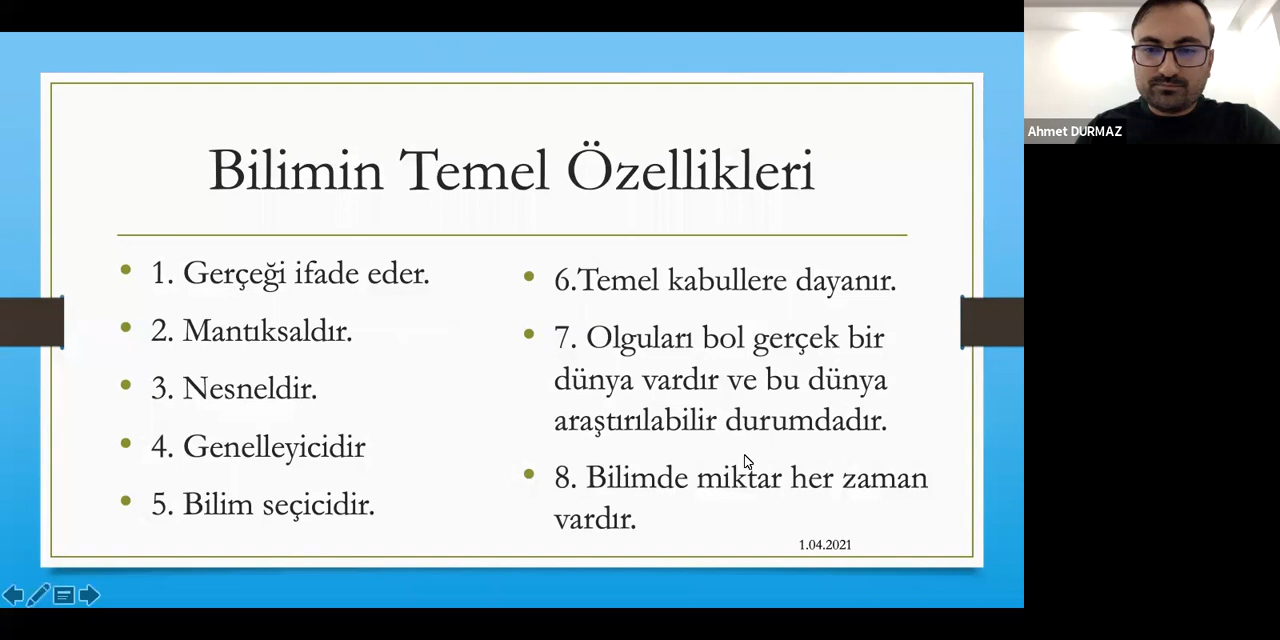 Bilimin Temel Özellikleri
1. Gerçeği ifade eder.
2. Mantıksaldır.
3. Nesneldir.
4. Genelleyicidir
5. Bilim seçicidir.
6.Temel kabullere dayanır.
7. Olguları bol gerçek bir
dünya vardır ve bu dünya
araştırılabilir durumdadır.
8. Bilimde miktar her zaman
vardır.
1.04.2021
Ahmet DURMAZ